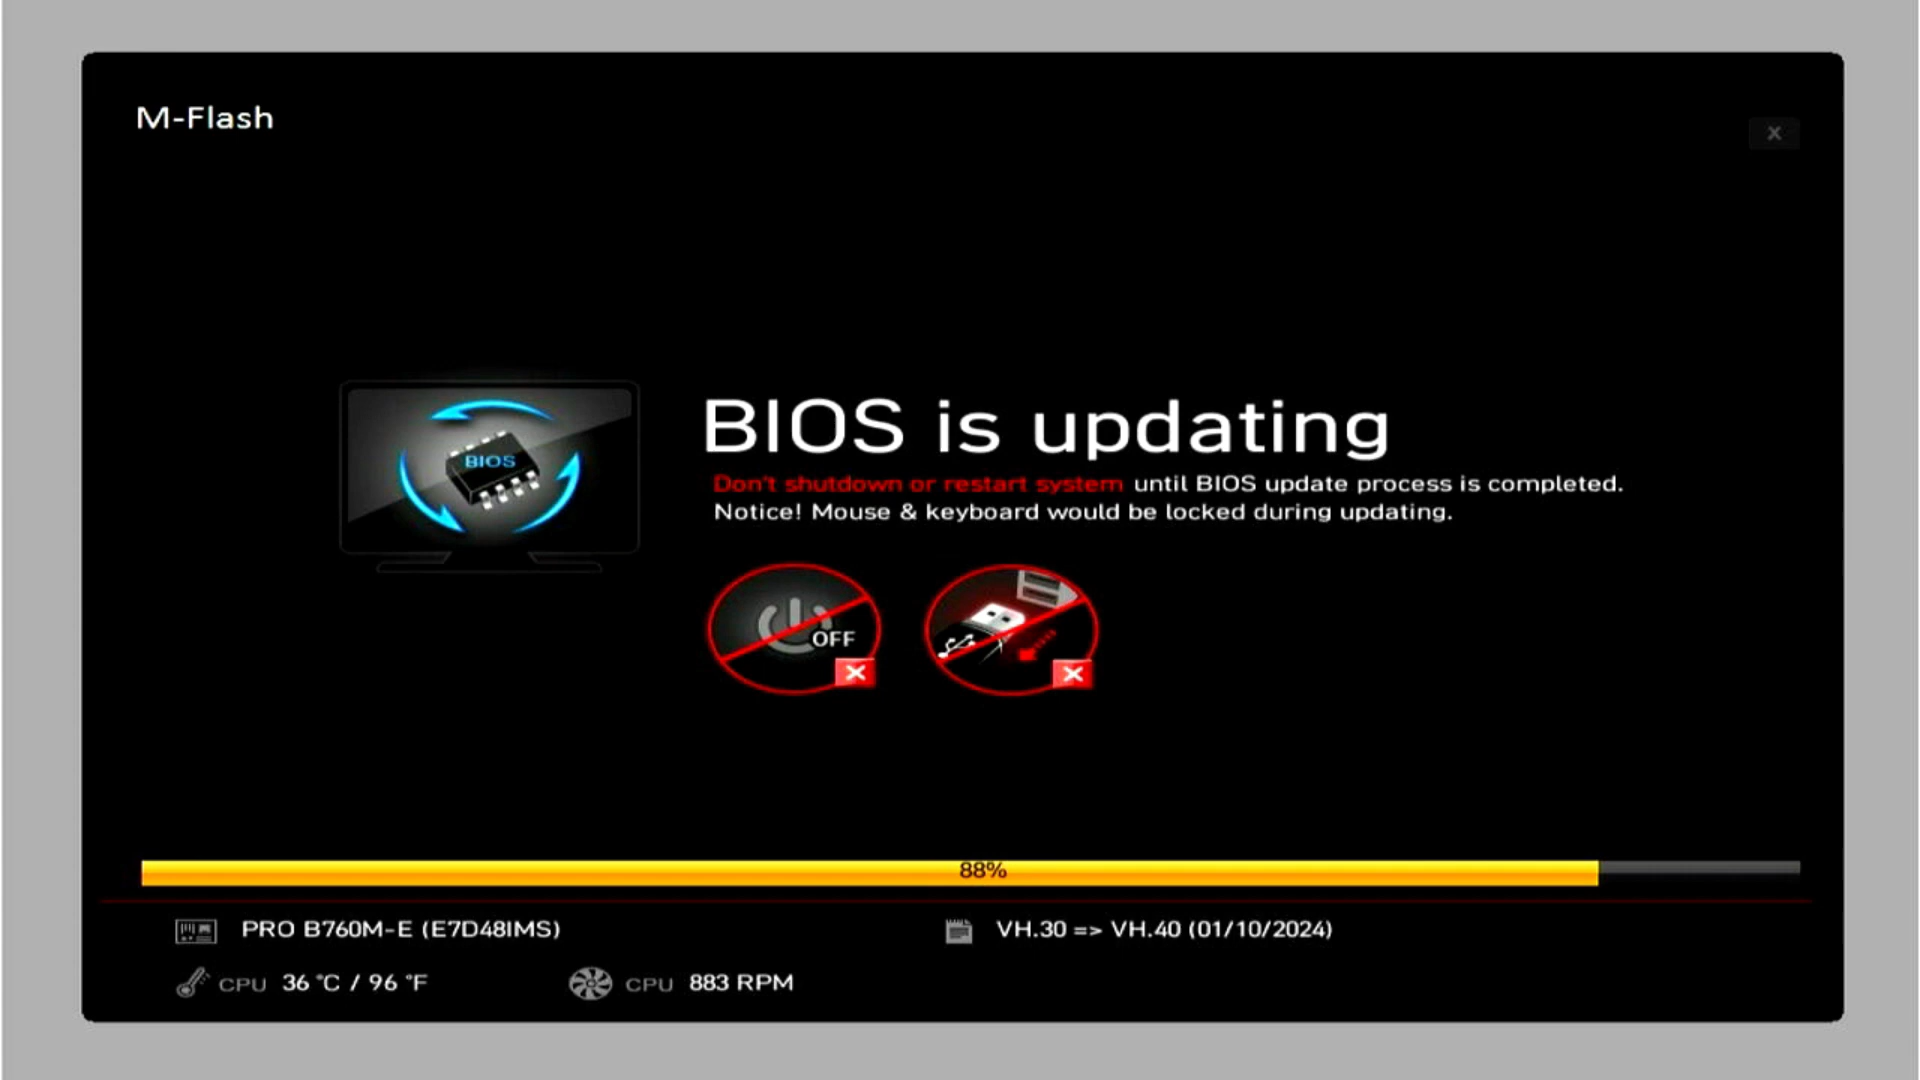 M-Flash
x
BIOS
BIOS is updating
Don't shutdown or restart system until BIOS update process is completed.
Notice! Mouse & keyboard would be locked during updating.
OFF
88%
PRO B760M-E (E7D48IMS)
VH.30 => VH.40 (01/10/2024)
CPU 36 °C / 96 °F
CPU 883 RPM